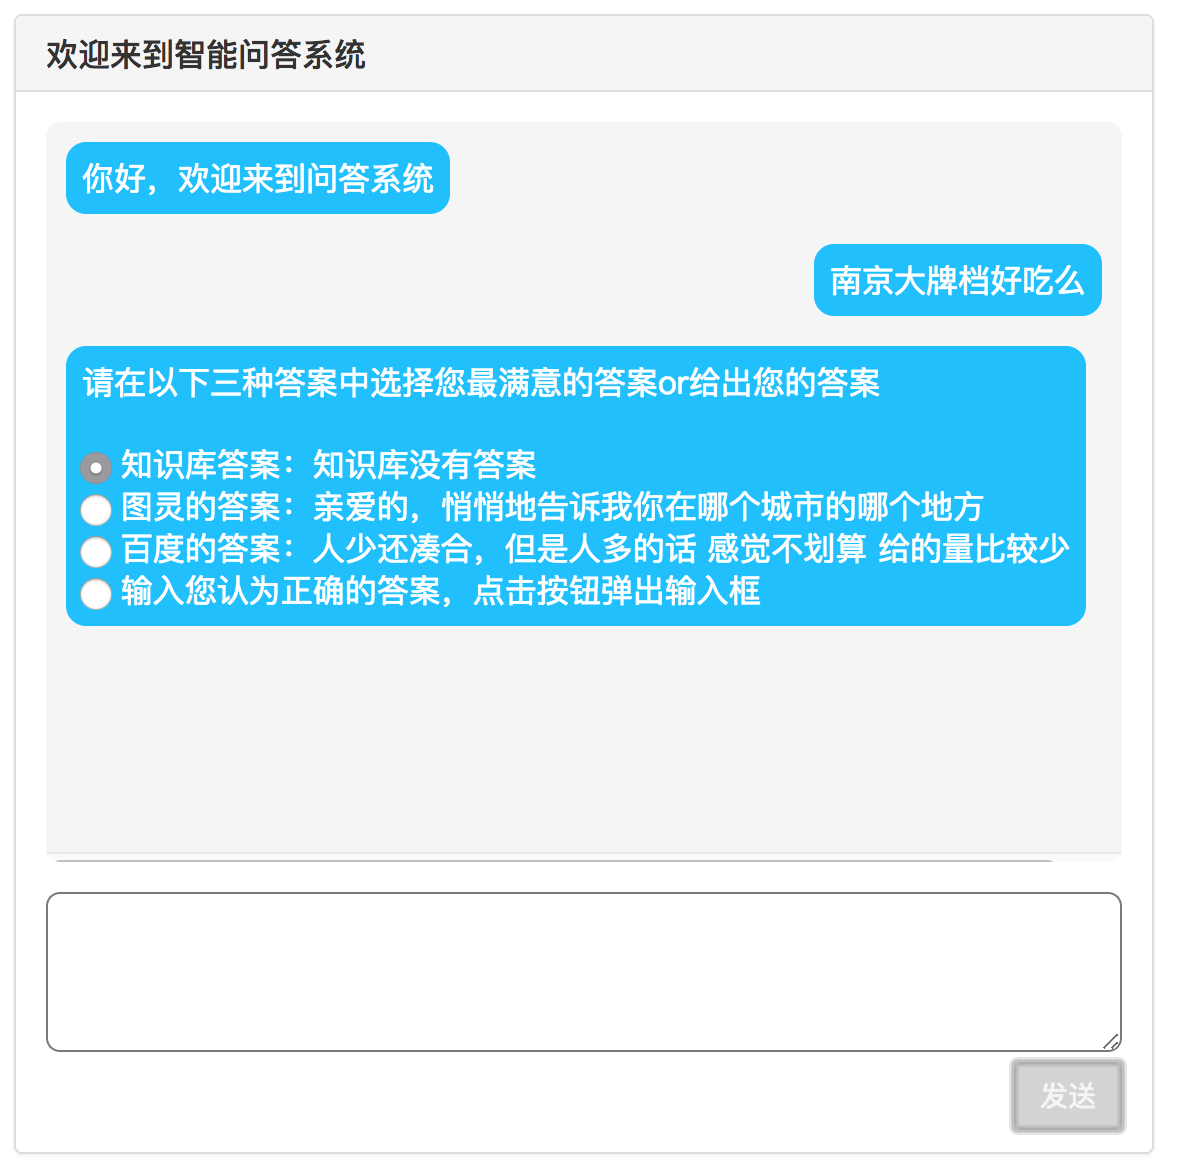 欢迎来到智能问答系统
你好，欢迎来到问答系统
南京大牌档好吃么
请在以下三种答案中选择您最满意的答案or给出您的答案
知识库答案：知识库没有答案
图灵的答案：亲爱的，悄悄地告诉我你在哪个城市的哪个地方
百度的答案：人少还凑合，但是人多的话 感觉不划算 给的量比较少
输入您认为正确的答案，点击按钮弹出输入框
发送